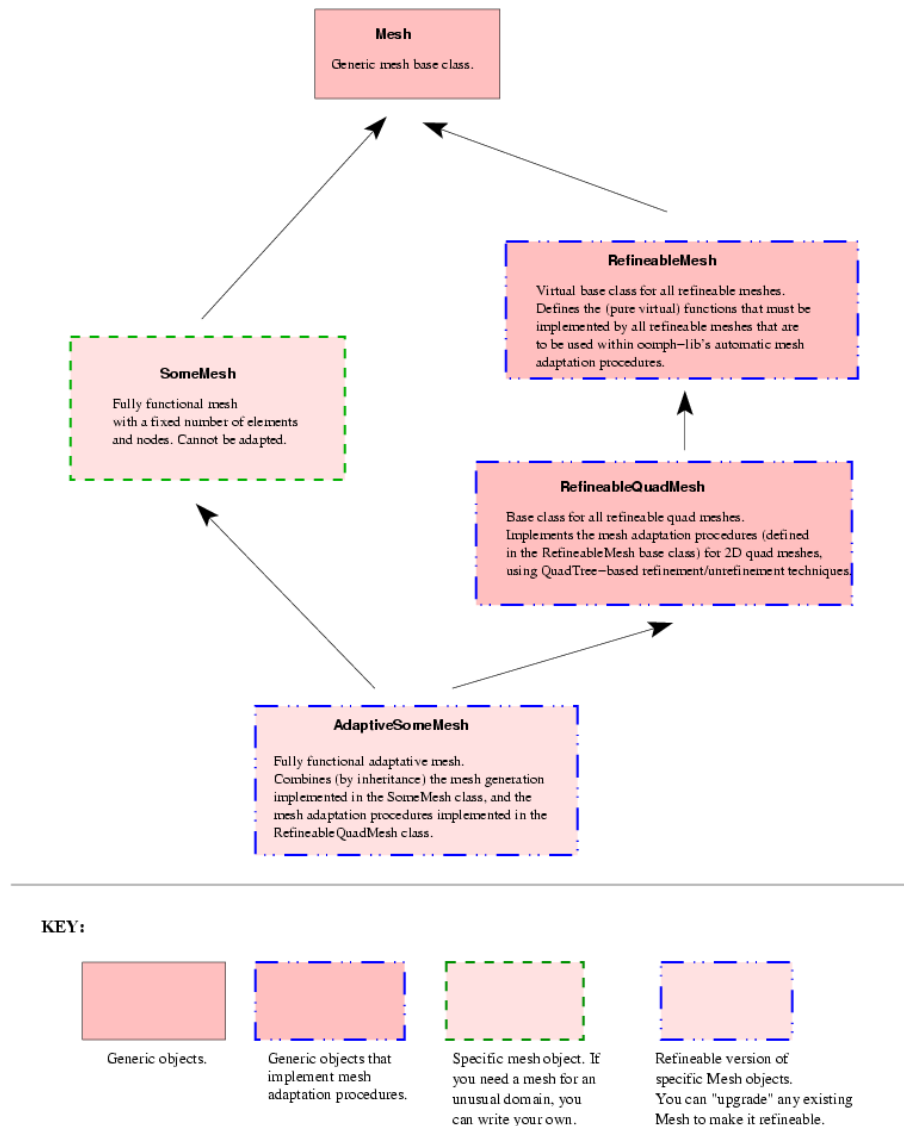 Mesh
Generic mesh base class.
RefineableMesh
Virtual base class for all refineable meshes.
Defines the (pure virtual) functions that must be
implemented by all refineable meshes that are
to be used within oomph−lib's automatic mesh
adaptation procedures.
SomeMesh
Fully functional mesh
with a fixed number of elements
and nodes. Cannot be adapted.
RefineableQuadMesh
Base class for all refineable quad meshes.
Implements the mesh adaptation procedures (defined
in the RefineableMesh base class) for 2D quad meshes,
using QuadTree−based refinement/unrefinement techniques.
AdaptiveSomeMesh
Fully functional adaptative mesh.
Combines (by inheritance) the mesh generation
implemented in the SomeMesh class, and the
mesh adaptation procedures implemented in the
RefineableQuadMesh class.
KEY:
Generic objects.
Generic objects that
implement mesh
adaptation procedures.
Specific mesh object. If
you need a mesh for an
unusual domain, you
can write your own.
Refineable version of
specific Mesh objects.
You can "upgrade" any existing
Mesh to make it refineable.